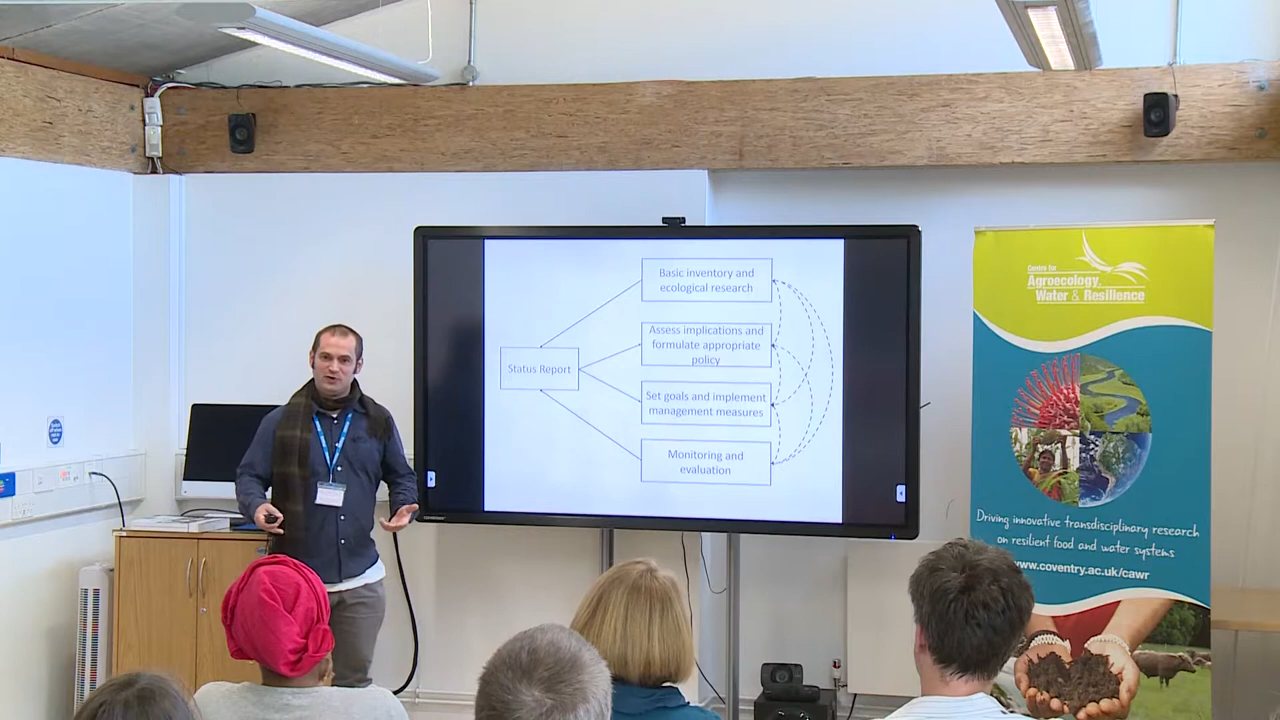 Basic inventory and
ecological research
Assess implications and
formulate appropriate
policy
Status Report
Set goals and implement
management measures
Monitoring and
evaluation
Centre for
Agroecology,
Water & Resilience
Driving innovative transdisciplinary research
on resilient food and water systems
www.coventry.ac.uk/cawr